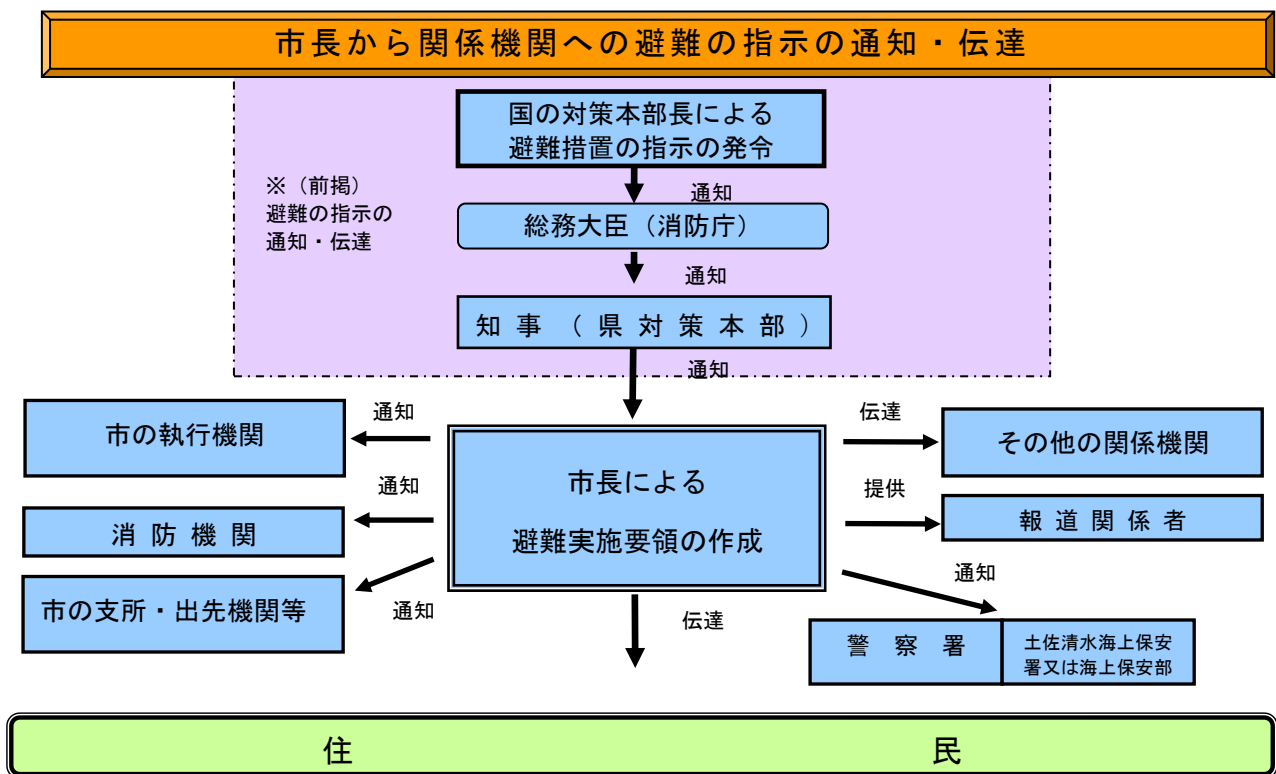 市長から関係機関への避難の指示の通知・伝達
国の対策本部長による
避難措置の指示の発令
※（前掲）
避難の指示の
通知・伝達
通知
総務大臣（消防庁）
通知
知事（県対策本部）
通知
市の執行機関
通知
伝達
その他の関係機関
市長による
避難実施要領の作成
通知
提供
消防機関
報道関係者
市の支所・出先機関等
通知
伝達
通知
警察署
土佐清水海上保安
署又は海上保安部
住民